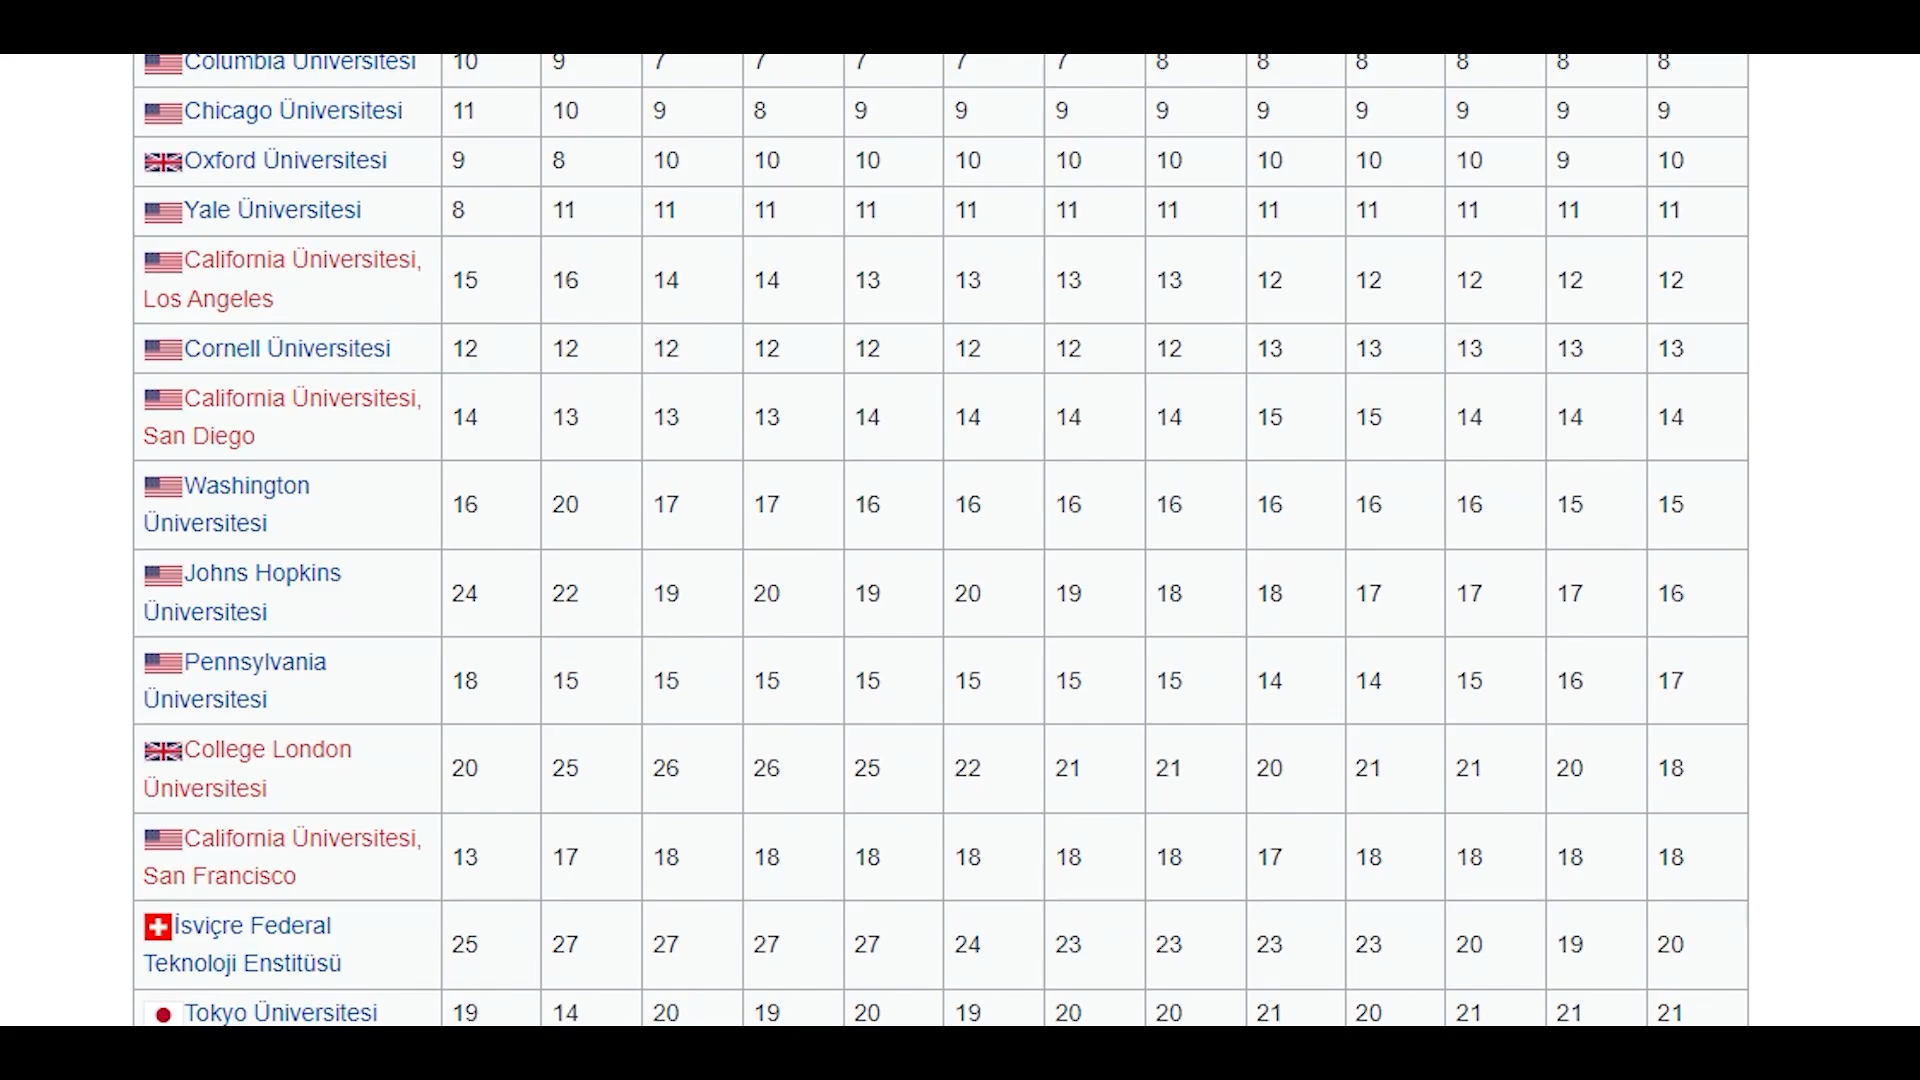 Columbia Üniversitesi 10 9 7 7 7 7 7 8 8 8 8 8 8
Chicago Üniversitesi 11 10 9 8 9 9 9 9 9 9 9 9 9
Oxford Üniversitesi 9 8 10 10 10 10 10 10 10 10 10 9 10
Yale Üniversitesi 8 11 11 11 11 11 11 11 11 11 11 11 11
California Üniversitesi,
Los Angeles 15 16 14 14 13 13 13 13 12 12 12 12 12
Cornell Üniversitesi 12 12 12 12 12 12 12 12 13 13 13 13 13
California Üniversitesi,
San Diego 14 13 13 13 14 14 14 14 15 15 14 14 14
Washington
Üniversitesi 16 20 17 17 16 16 16 16 16 16 16 15 15
Johns Hopkins
Üniversitesi 24 22 19 20 19 20 19 18 18 17 17 17 16
Pennsylvania
Üniversitesi 18 15 15 15 15 15 15 15 14 14 15 16 17
College London
Üniversitesi 20 25 26 26 25 22 21 21 20 21 21 20 18
California Üniversitesi,
San Francisco 13 17 18 18 18 18 18 18 17 18 18 18 18
İsviçre Federal
Teknoloji Enstitüsü 25 27 27 27 27 24 23 23 23 23 20 19 20
Tokyo Üniversitesi 19 14 20 19 20 19 20 20 21 20 21 21 21